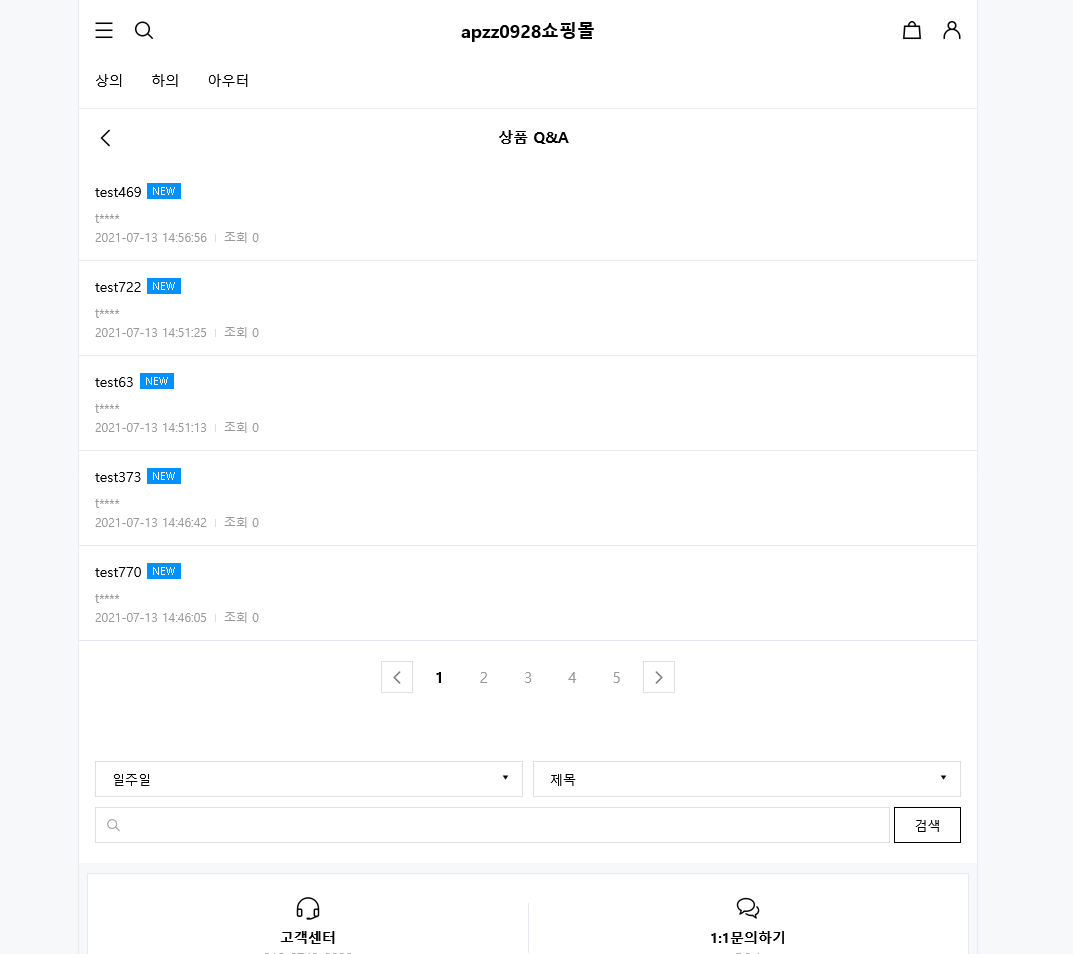 apzz0928쇼핑몰
상의 하의 아우터
상품 Q&A
test469 NEW
t****
2021-07-13 14:56:56 조회 0
test722 NEW
t****
2021-07-13 14:51:25 조회 0
test63 NEW
t****
2021-07-13 14:51:13 조회 0
test373 NEW
t****
2021-07-13 14:46:42 조회 0
test770 NEW
t****
2021-07-13 14:46:05 조회 0
1 2 3 4 5
일주일 제목
검색
고객센터 1:1문의하기